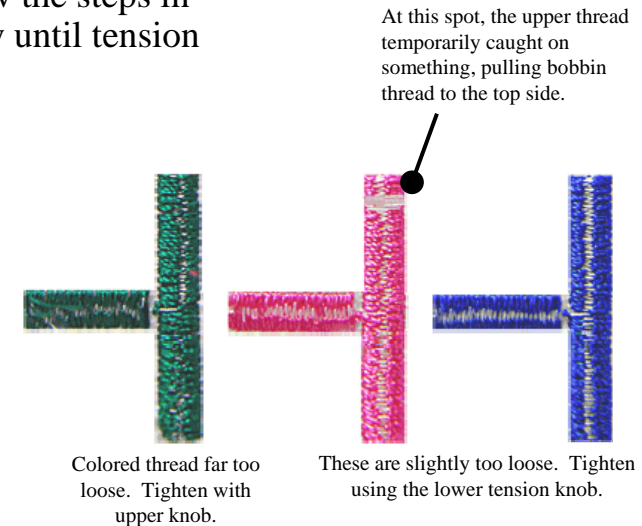 the steps in
until tension
At this spot, the upper thread
temporarily caught on
something, pulling bobbin
thread to the top side.
Colored thread far too
loose. Tighten with
upper knob.
These are slightly too loose. Tighten
using the lower tension knob.